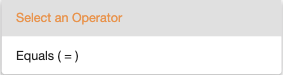 Select an Operator
Equals ( = )